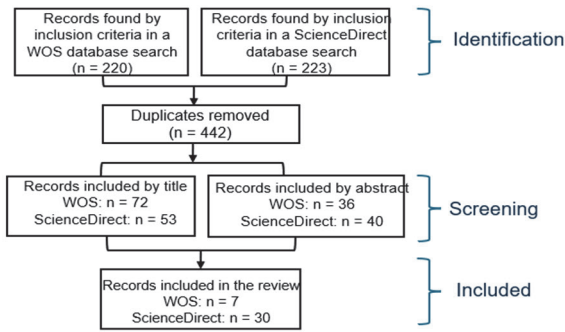 Records found by
inclusion criteria in a
WOS database search
(n = 220)
Records found by inclusion
criteria in a ScienceDirect
database search
(n = 223)
Identification
Duplicates removed
(n = 442)
Records included by title
WOS: n = 72
ScienceDirect: n = 53
Records included by abstract
WOS: n = 36
ScienceDirect: n = 40
Screening
Records included in the review
WOS: n = 7
ScienceDirect: n = 30
Included